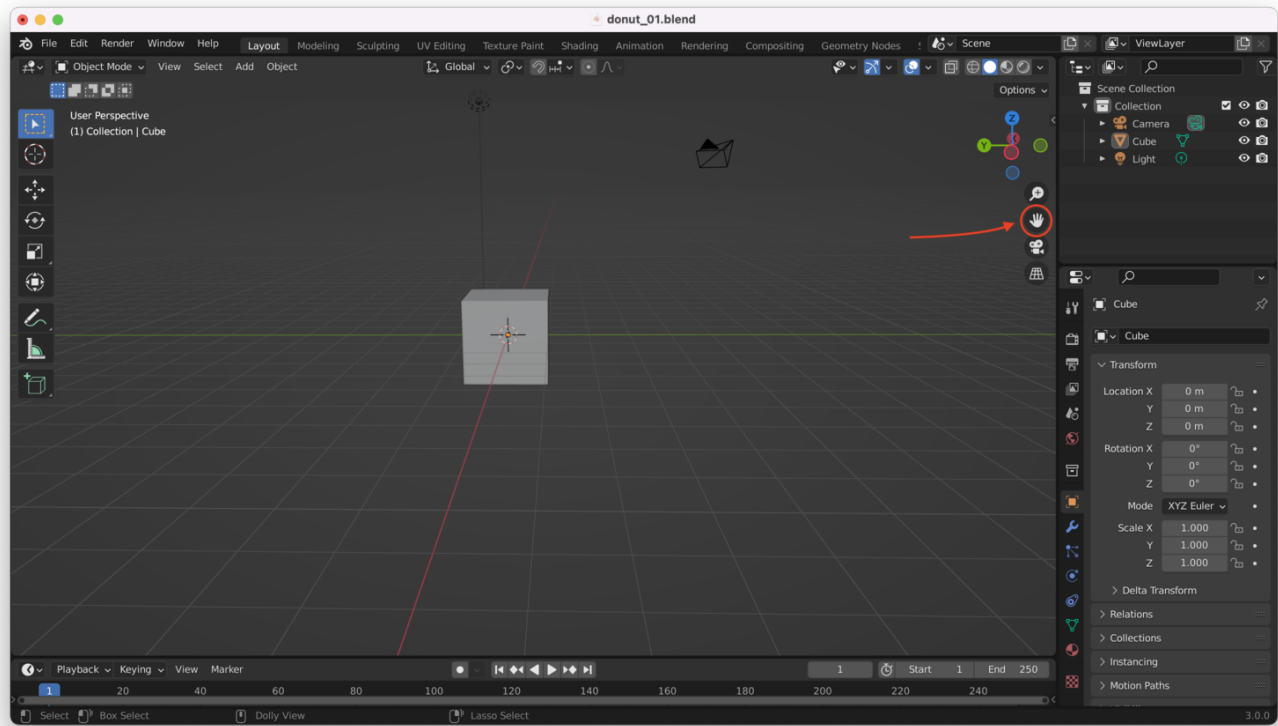 donut_01.blend
File Edit Render Window Help Layout Modeling Sculpting UV Editing Texture Paint Shading Animation Rendering Compositing Geometry Nodes Scene ViewLayer
Object Mode View Select Add Object Global
Options
User Perspective
(1) Collection | Cube
Z
X
Y
Scene Collection
Collection
Camera
Cube
Light
Cube
Cube
Transform
Location X 0 m
Y 0 m
Z 0 m
Rotation X 0°
Y 0°
Z 0°
Mode XYZ Euler
Scale X 1.000
Y 1.000
Z 1.000
Delta Transform
Relations
Collections
Instancing
Motion Paths
Playback Keying View Marker 1 Start 1 End 250
1 20 40 60 80 100 120 140 160 180 200 220 240
Select Box Select Dolly View Lasso Select 3.0.0